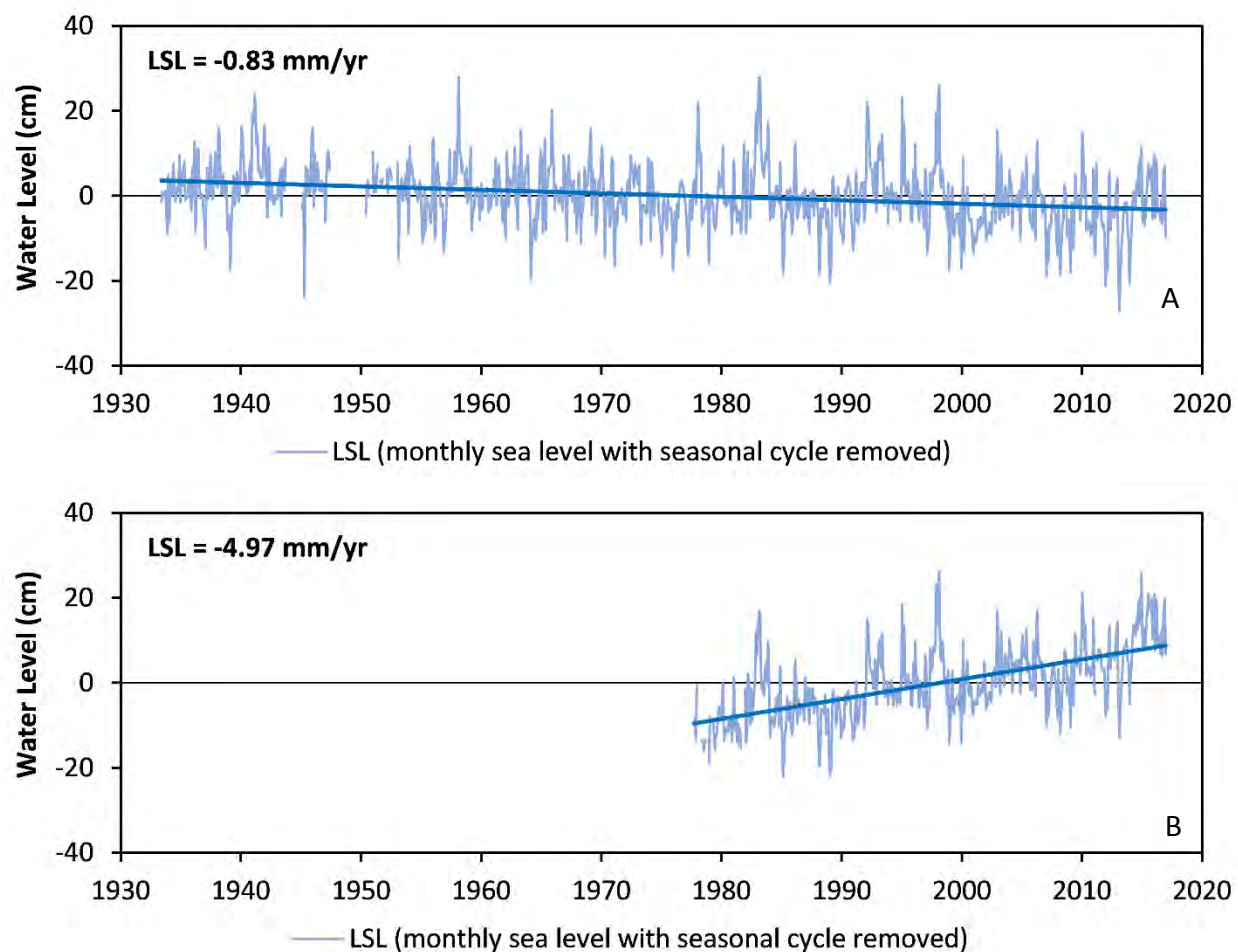 40
LSL = -0.83 mm/yr
20
Water Level (cm)
0
-20
A
-40
1930 1940 1950 1960 1970 1980 1990 2000 2010 2020
LSL (monthly sea level with seasonal cycle removed)
40
LSL = -4.97 mm/yr
20
Water Level (cm)
0
-20
B
-40
1930 1940 1950 1960 1970 1980 1990 2000 2010 2020
LSL (monthly sea level with seasonal cycle removed)